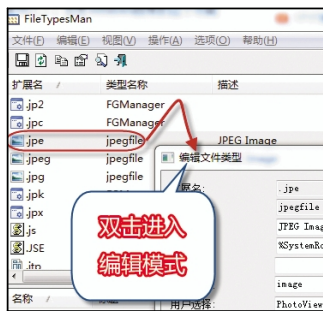 FileTypesMan
文件(F) 编辑(E) 视图(V) 操作(A) 选项(O) 帮助(H)
扩展名 / 类型名称 描述
.jp2 FGManager
.jpc FGManager
.jpe jpegfile JPEG Image
.jpeg jpegfile
.jpg jpegfile
编辑文件类型
.jpk
.jpx
.jpe
.js
jpegfile
.JSE
JPEG Imag
%SystemRo
双击进入
编辑模式
名称 /
image
用户选择:
PhotoView